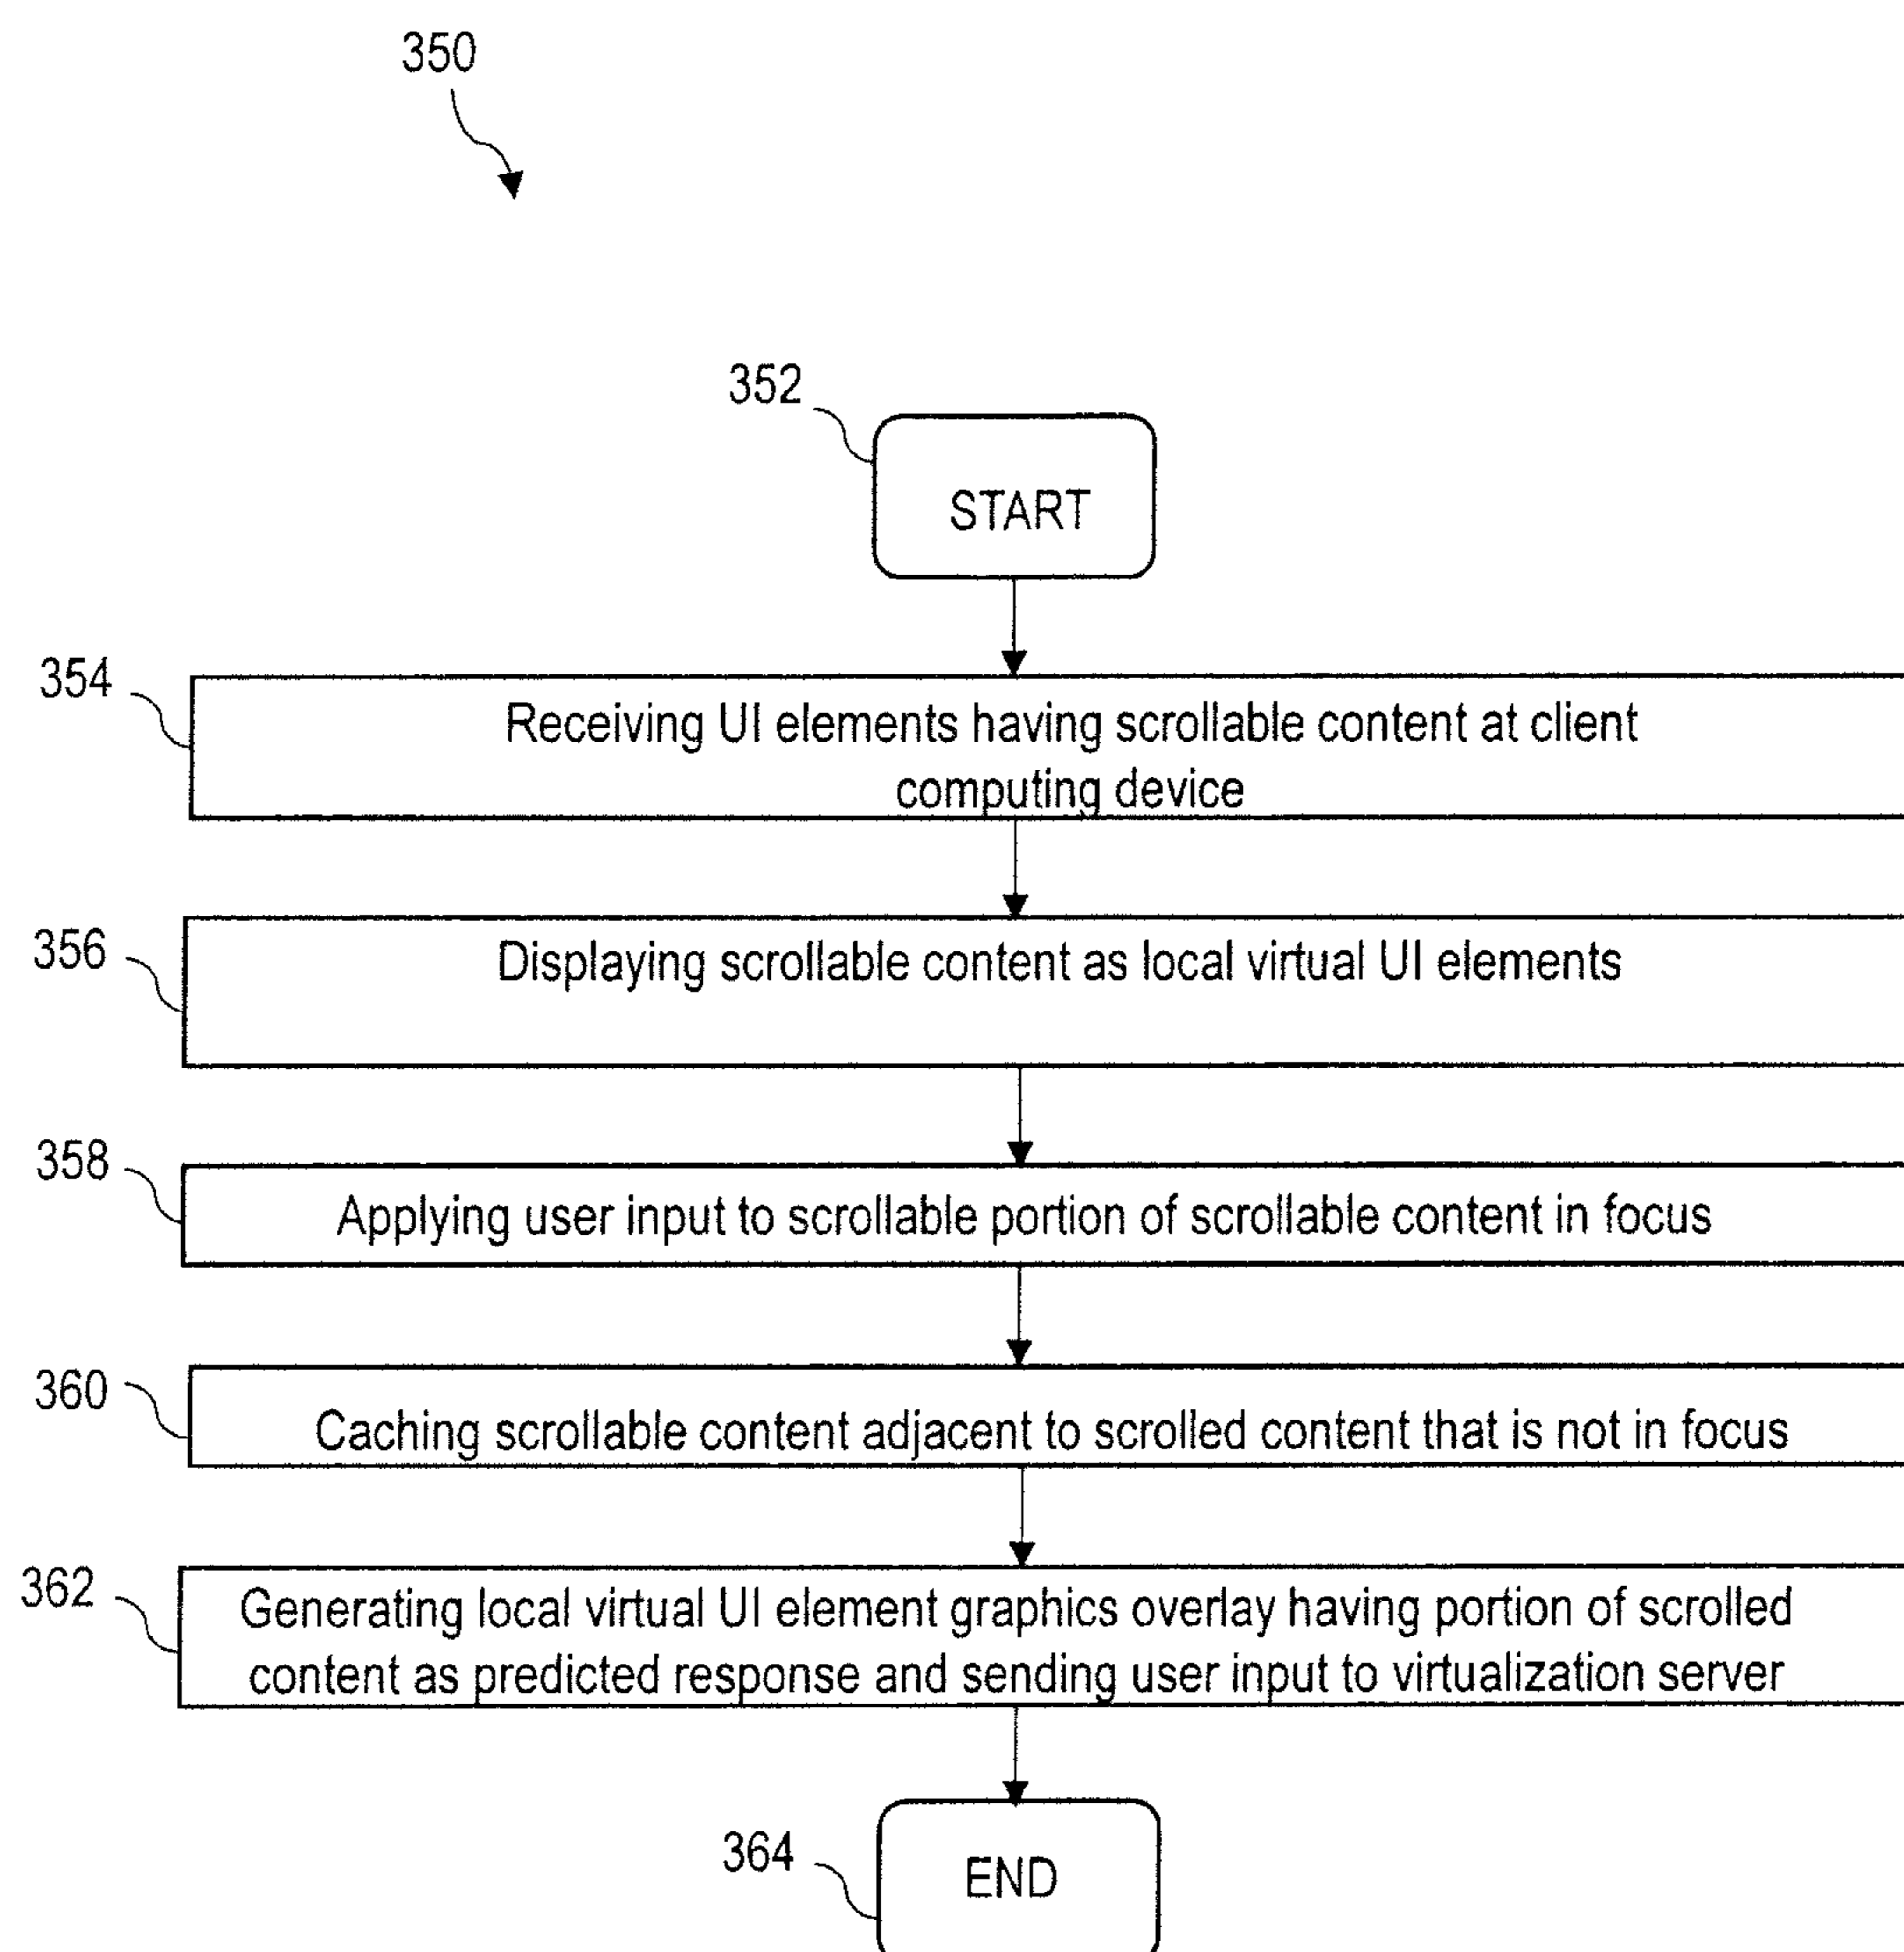 350
352
START
354
Receiving UI elements having scrollable content at client
computing device
356
Displaying scrollable content as local virtual UI elements
358
Applying user input to scrollable portion of scrollable content in focus
360
Caching scrollable content adjacent to scrolled content that is not in focus
362
Generating local virtual UI element graphics overlay having portion of scrolled
content as predicted response and sending user input to virtualization server
364
END